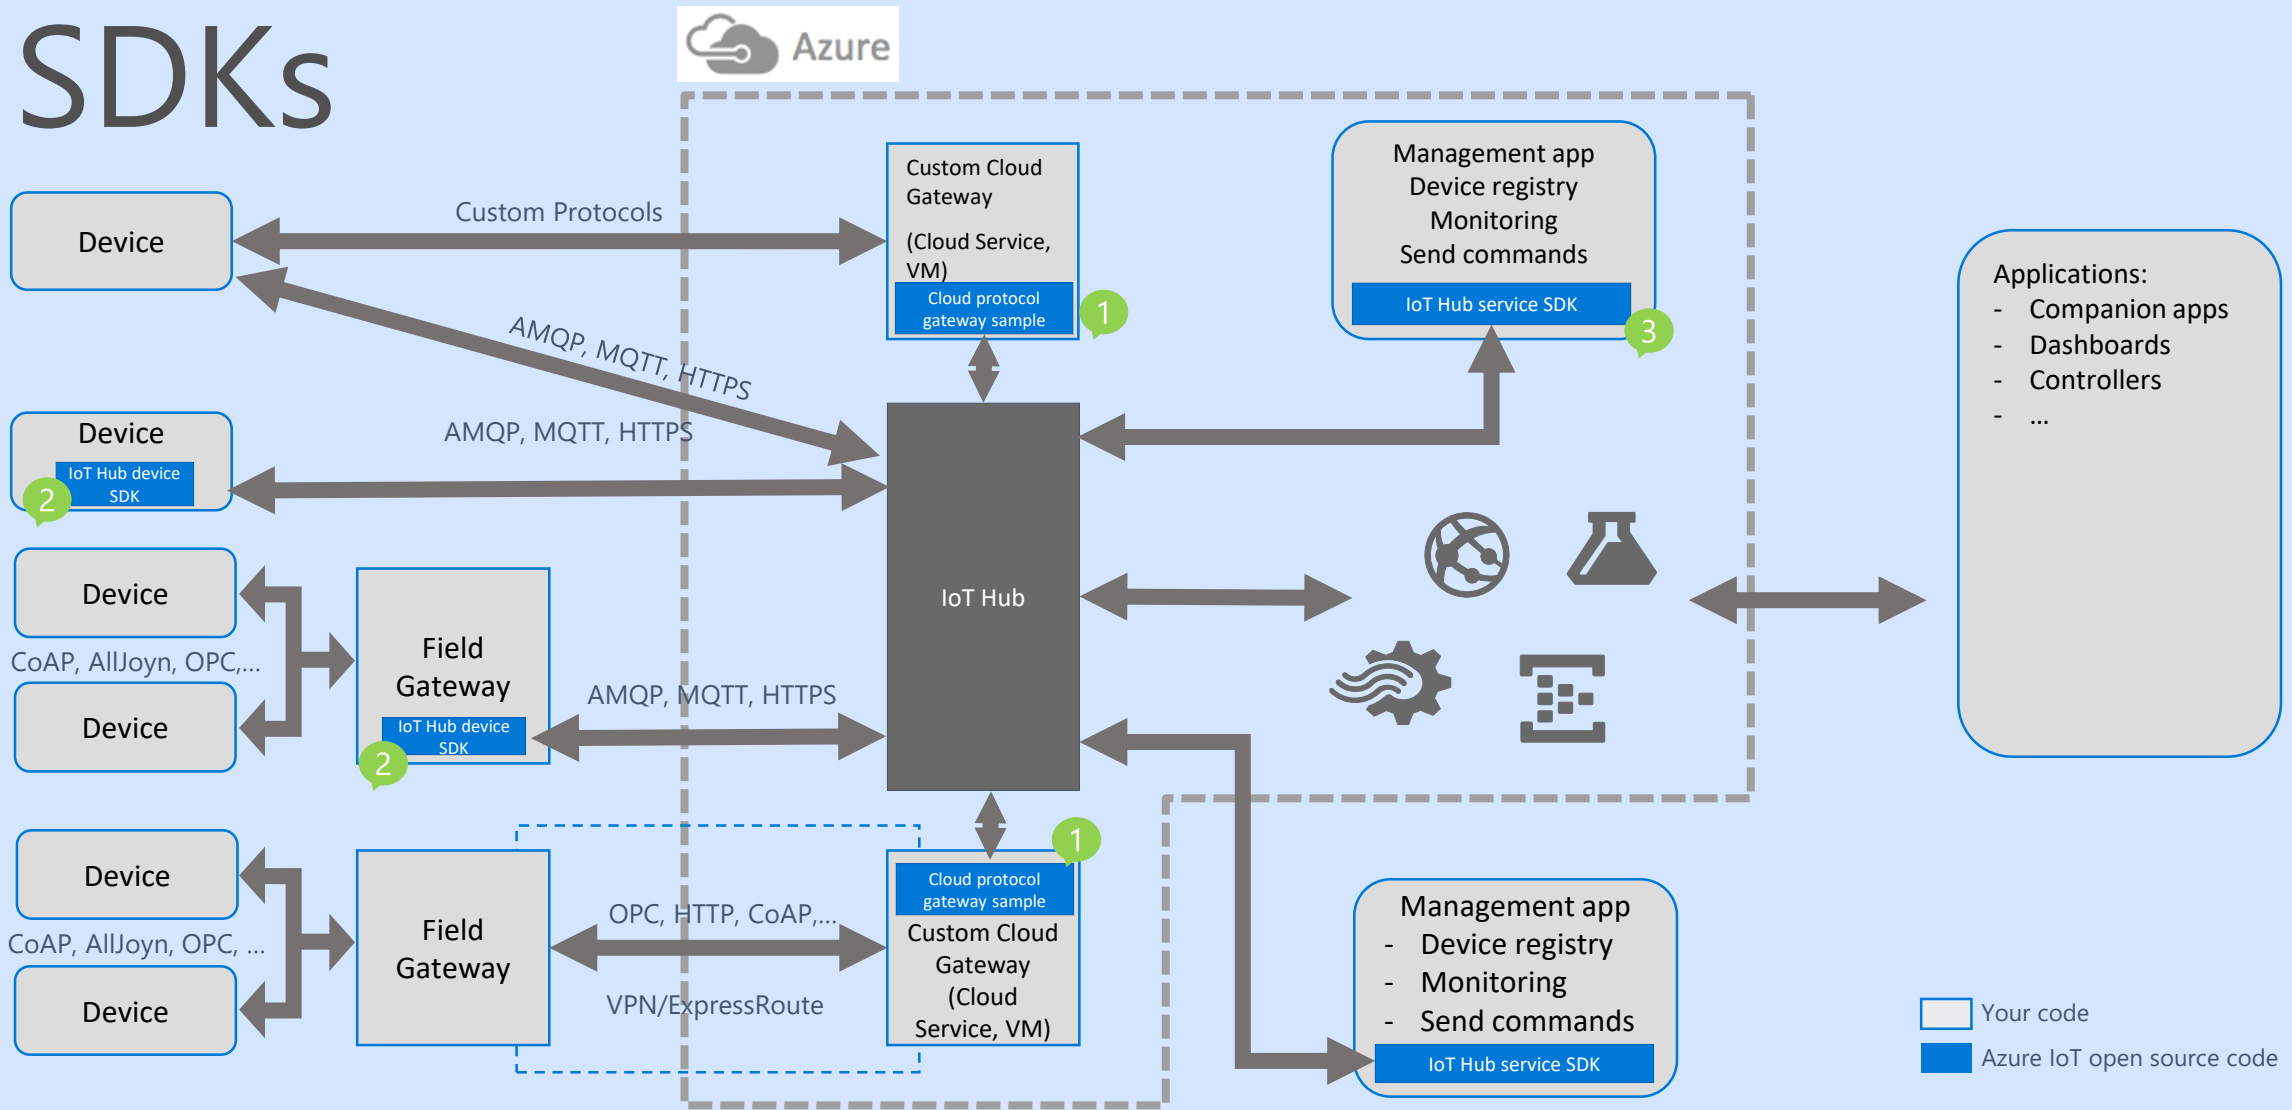 SDKs
Azure
Device
Custom Protocols
Custom Cloud
Gateway
(Cloud Service,
VM)
Cloud protocol
gateway sample
1
Management app
Device registry
Monitoring
Send commands
IoT Hub service SDK
3
Applications:
- Companion apps
- Dashboards
- Controllers
- ...
AMQP, MQTT, HTTPS
Device
IoT Hub device
SDK
2
AMQP, MQTT, HTTPS
IoT Hub
Device
CoAP, AllJoyn, OPC,...
Device
Field
Gateway
IoT Hub device
SDK
2
AMQP, MQTT, HTTPS
Device
CoAP, AllJoyn, OPC, ...
Device
Field
Gateway
OPC, HTTP, CoAP,...
VPN/ExpressRoute
1
Cloud protocol
gateway sample
Custom Cloud
Gateway
(Cloud
Service, VM)
Management app
- Device registry
- Monitoring
- Send commands
IoT Hub service SDK
Your code
Azure IoT open source code